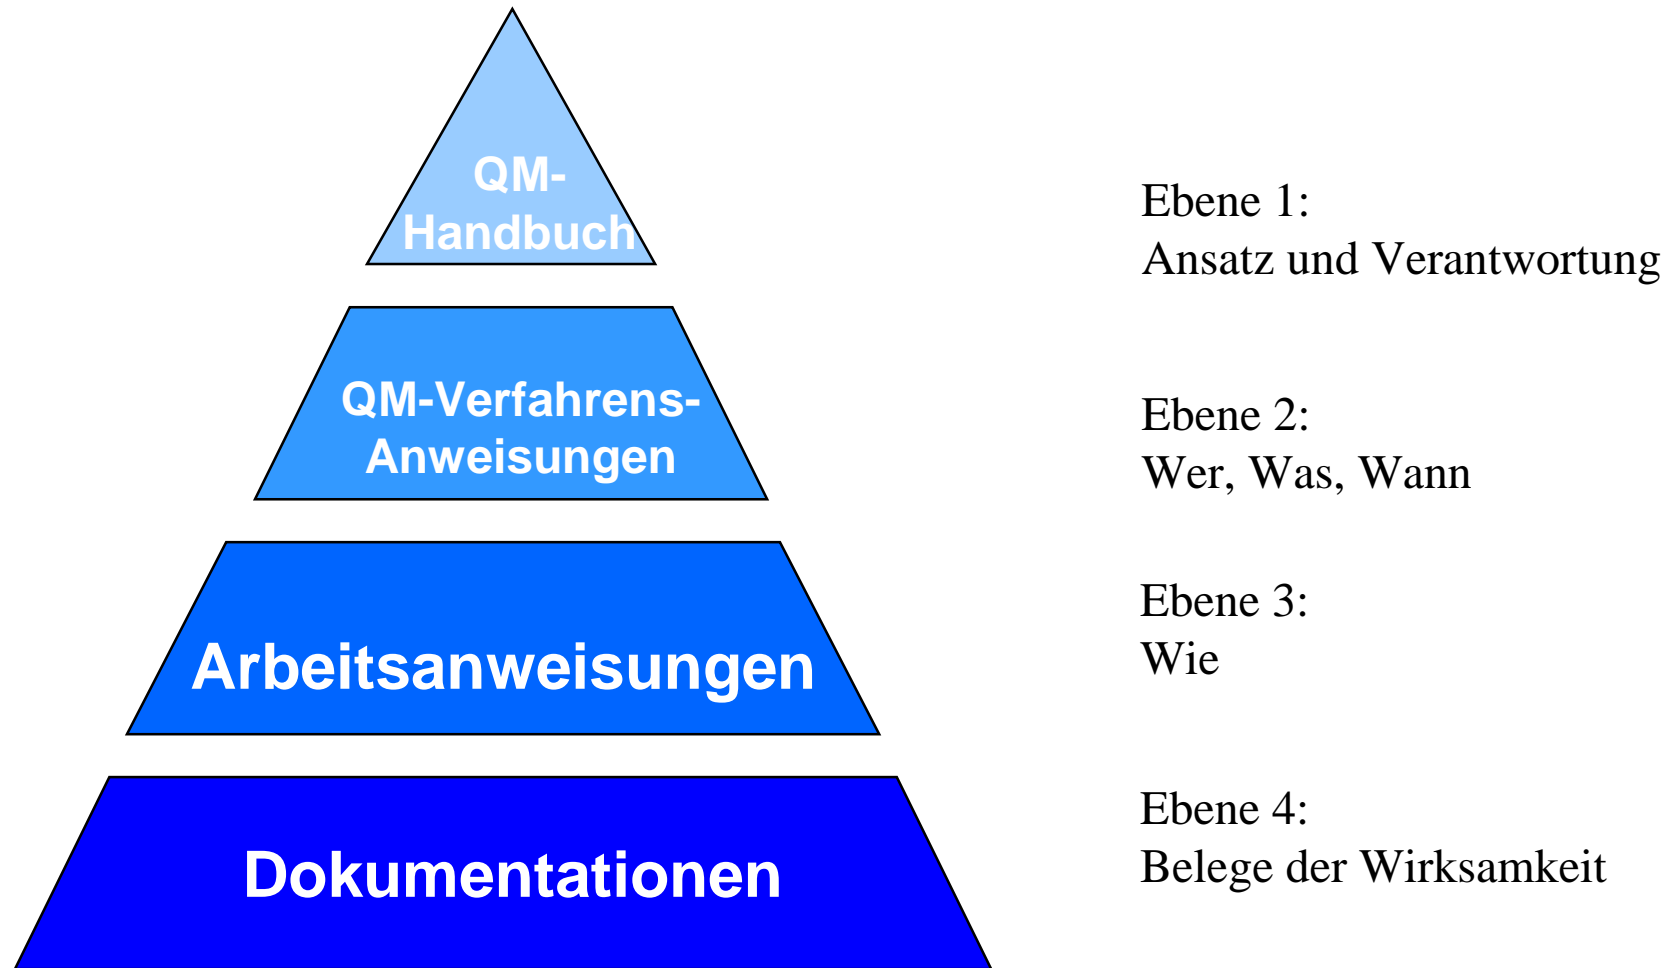 QM-
Handbuch
Ebene 1:
Ansatz und Verantwortung
QM-Verfahrens-
Anweisungen
Ebene 2:
Wer, Was, Wann
Arbeitsanweisungen
Ebene 3:
Wie
Dokumentationen
Ebene 4:
Belege der Wirksamkeit